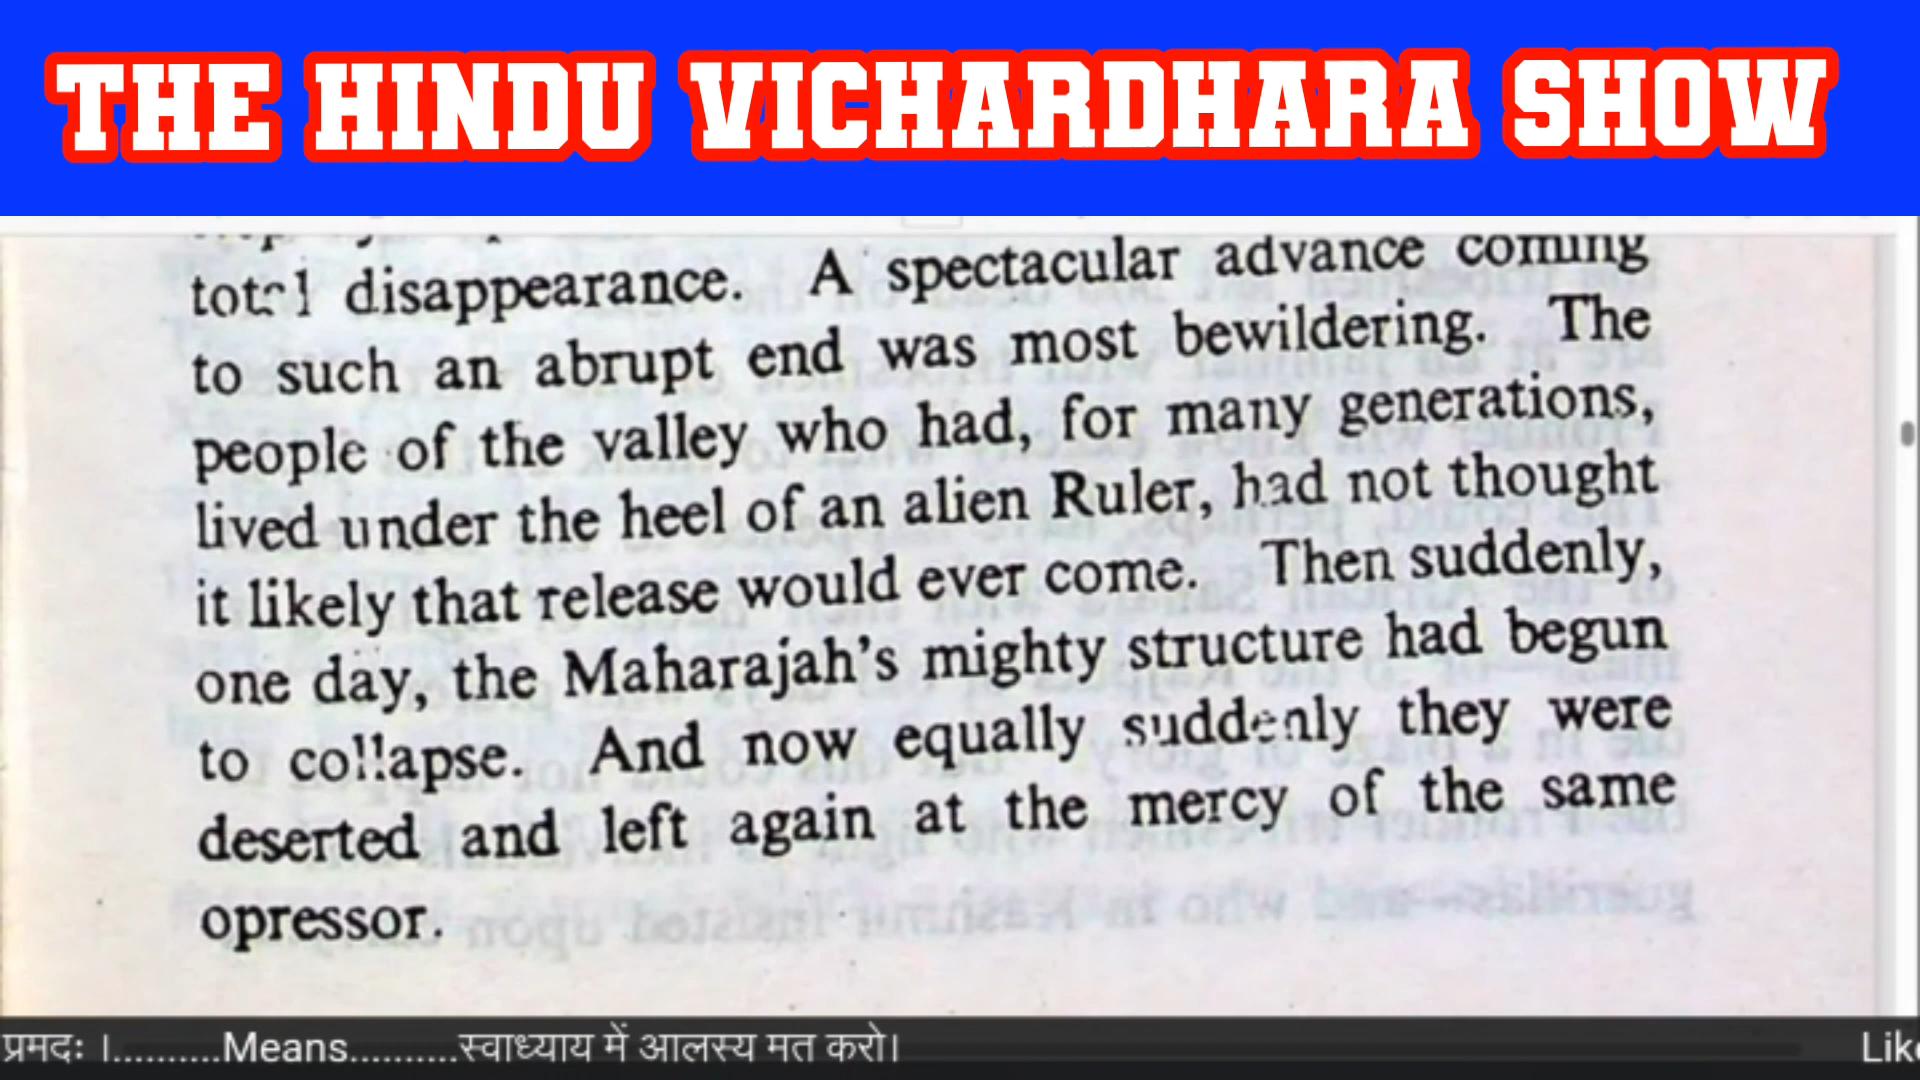 THE HINDU VICHARDHARA SHOW
total disappearance. A spectacular advance coming
to such an abrupt end was most bewildering. The
people of the valley who had, for many generations,
lived under the heel of an alien Ruler, had not thought
it likely that release would ever come. Then suddenly,
one day, the Maharajah's mighty structure had begun
to collapse. And now equally suddenly they were
deserted and left again at the mercy of the same
opressor.
प्रमदः ।..........Means..........स्वाध्याय में आलस्य मत करो। Like